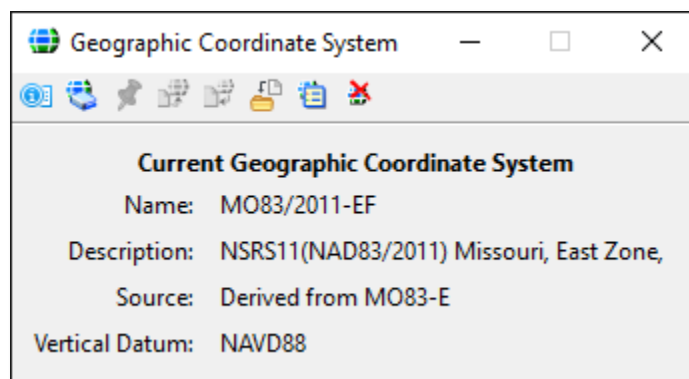 Geographic Coordinate System
Current Geographic Coordinate System
Name: MO83/2011-EF
Description: NSRS11(NAD83/2011) Missouri, East Zone,
Source: Derived from MO83-E
Vertical Datum: NAVD88